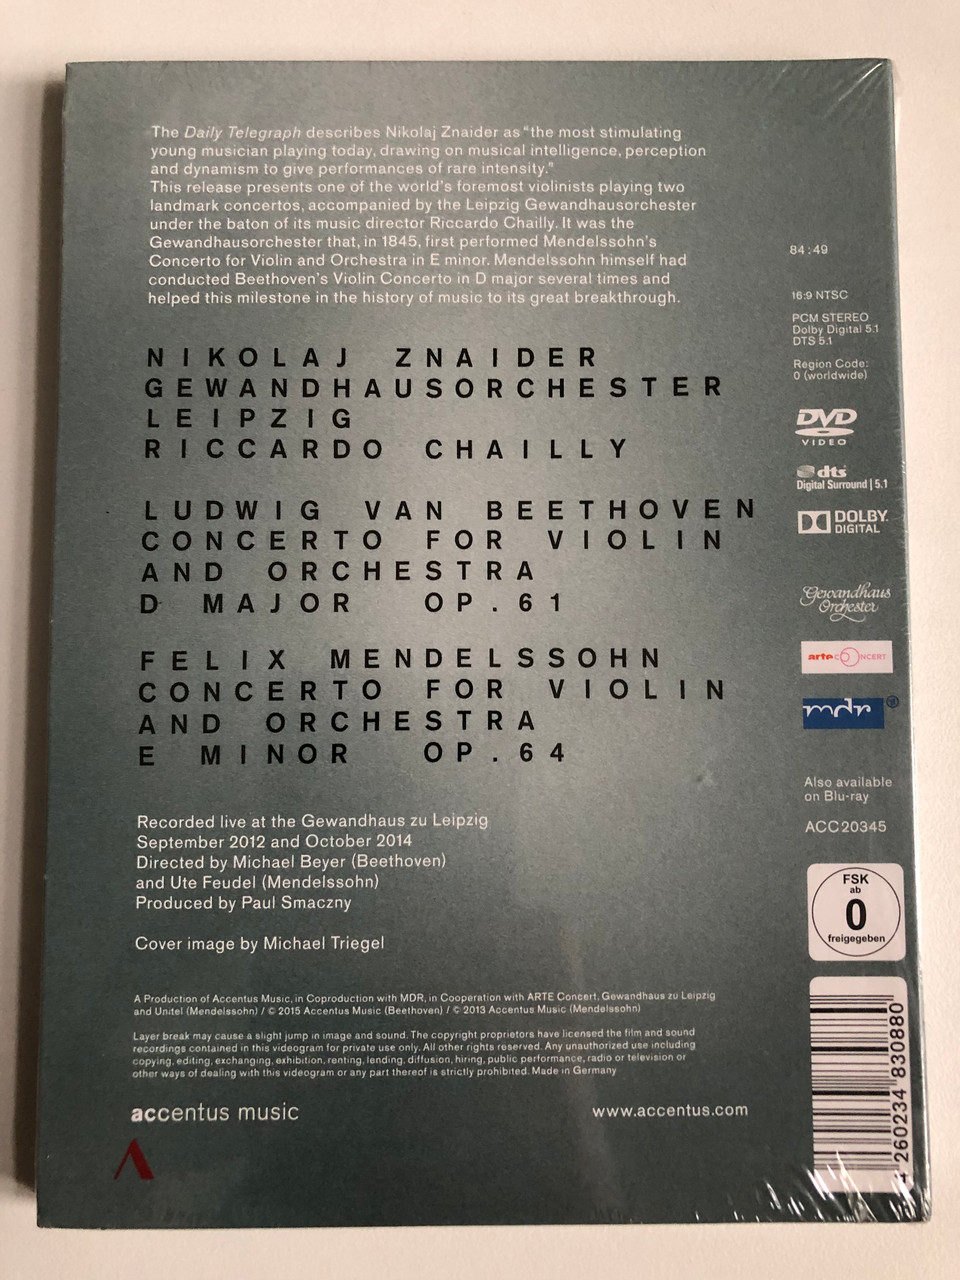 The Daily Telegraph describes Nikolaj Znaider as "the most stimulating
young musician playing today, drawing on musical intelligence, perception
and dynamism to give performances of rare intensity."
This release presents one of the world's foremost violinists playing two
landmark concertos, accompanied by the Leipzig Gewandhausorchester
under the baton of its music director Riccardo Chailly. It was the
Gewandhausorchester that, in 1845, first performed Mendelssohn's
Concerto for Violin and Orchestra in E minor. Mendelssohn himself had
conducted Beethoven's Violin Concerto in D major several times and
helped this milestone in the history of music to its great breakthrough.
NIKOLAJ ZNAIDER
GEWANDHAUSORCHESTER
LEIPZIG
RICCARDO CHAILLY
LUDWIG VAN BEETHOVEN
CONCERTO FOR VIOLIN
AND ORCHESTRA
D MAJOR OP.61
FELIX MENDELSSOHN
CONCERTO FOR VIOLIN
AND ORCHESTRA
E MINOR OP.64
Recorded live at the Gewandhaus zu Leipzig
September 2012 and October 2014
Directed by Michael Beyer (Beethoven)
and Ute Feudel (Mendelssohn)
Produced by Paul Smaczny
Cover image by Michael Triegel
A Production of Accentus Music, in Coproduction with MDR, in Cooperation with ARTE Concert, Gewandhaus zu Leipzig
and Unitel (Mendelssohn) / © 2015 Accentus Music (Beethoven) / © 2013 Accentus Music (Mendelssohn)
Layer break may cause a slight jump in image and sound. The copyright proprietors have licensed the film and sound
recordings contained in this videogram for private use only. All other rights reserved. Any unauthorized use including
copying, editing, exchanging, exhibition, renting, lending, diffusion, hiring, public performance, radio or television or
other ways of dealing with this videogram or any part thereof is strictly prohibited. Made in Germany
accentus music
www.accentus.com
84:49
16:9 NTSC
PCM STEREO
Dolby Digital 5.1
DTS 5.1
Region Code:
0 (worldwide)
DVD
VIDEO
dts
Digital Surround | 5.1
DOLBY
DIGITAL
Gewandhaus
Orchester
arte CONCERT
mdr
Also available
on Blu-ray
ACC20345
FSK
ab
0
freigegeben
4 260234 830880